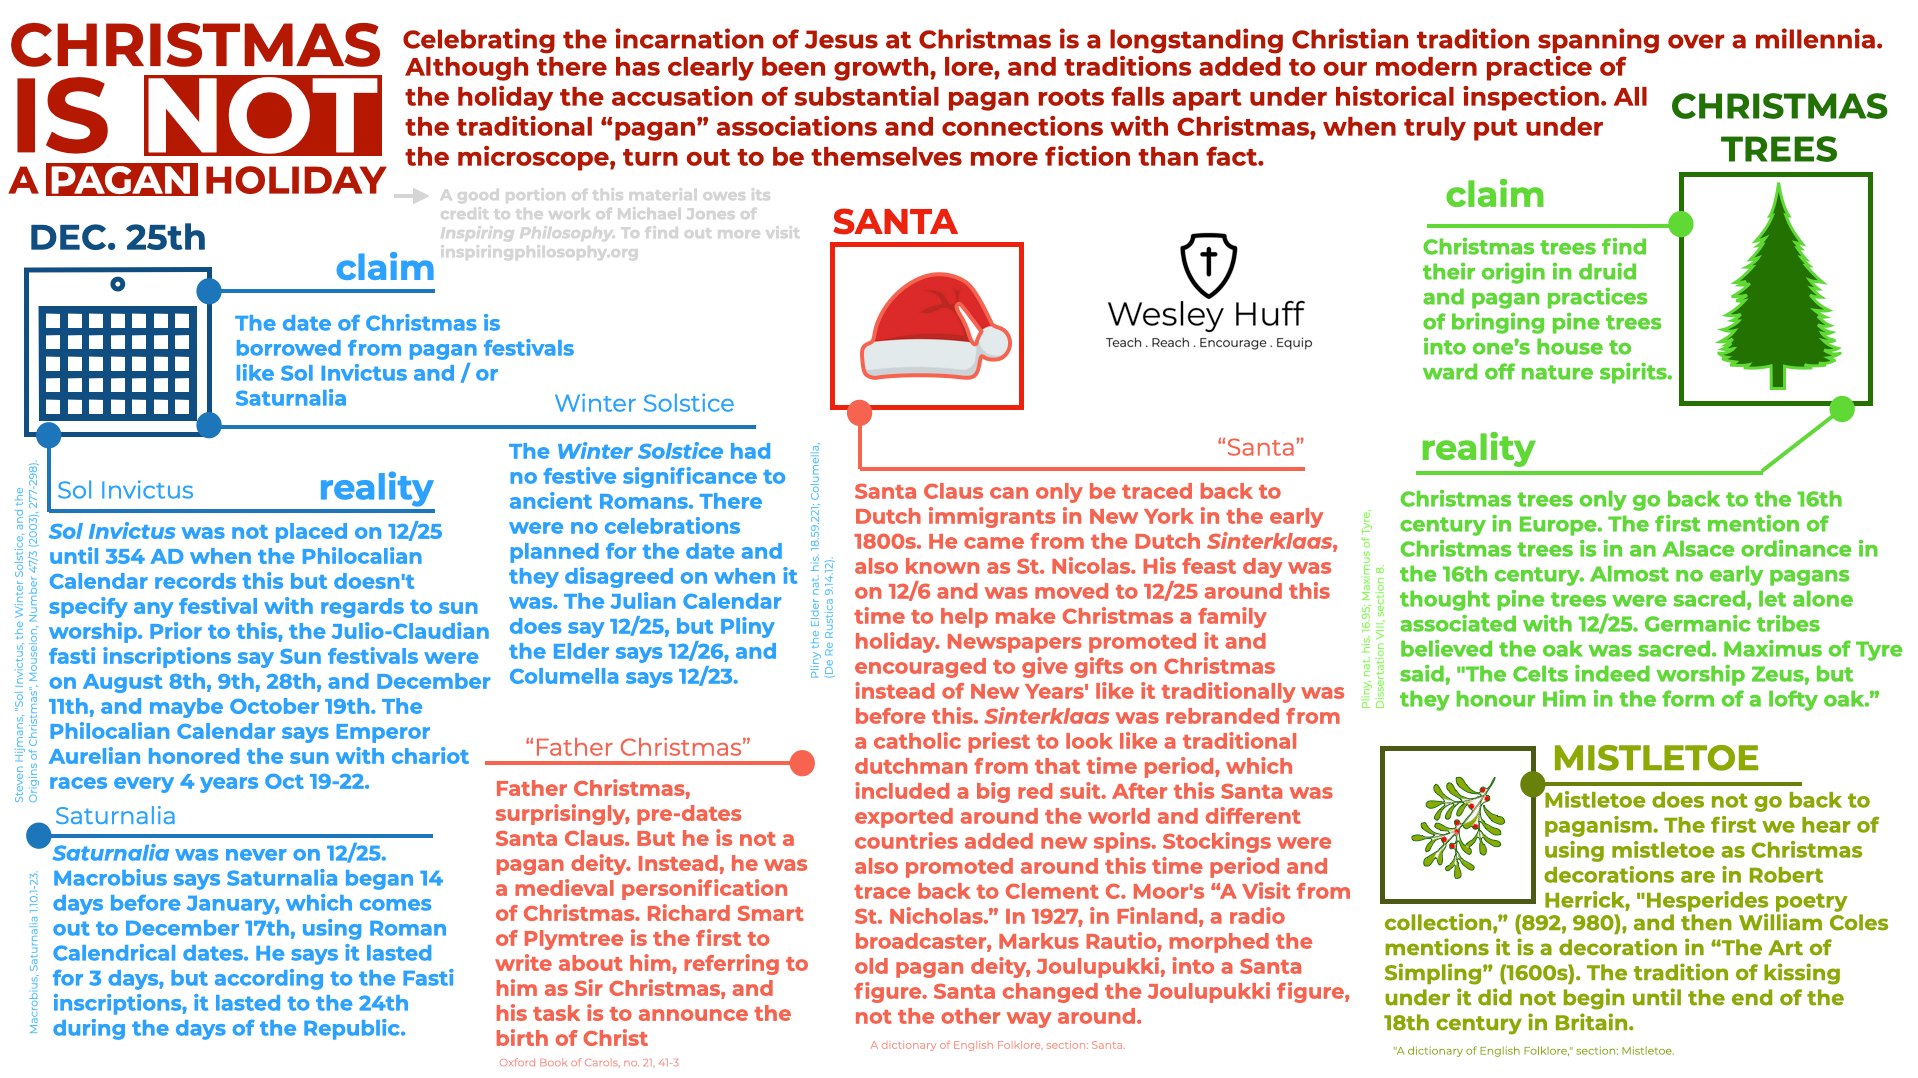 CHRISTMAS
IS NOT
A PAGAN HOLIDAY
Celebrating the incarnation of Jesus at Christmas is a longstanding Christian tradition spanning over a millennia.
Although there has clearly been growth, lore, and traditions added to our modern practice of
the holiday the accusation of substantial pagan roots falls apart under historical inspection. All
the traditional “pagan” associations and connections with Christmas, when truly put under
the microscope, turn out to be themselves more fiction than fact.
A good portion of this material owes its
credit to the work of Michael Jones of
Inspiring Philosophy. To find out more visit
inspiringphilosophy.org
DEC. 25th
claim
The date of Christmas is
borrowed from pagan festivals
like Sol Invictus and / or
Saturnalia
Sol Invictus
reality
Sol Invictus was not placed on 12/25
until 354 AD when the Philocalian
Calendar records this but doesn't
specify any festival with regards to sun
worship. Prior to this, the Julio-Claudian
fasti inscriptions say Sun festivals were
on August 8th, 9th, 28th, and December
11th, and maybe October 19th. The
Philocalian Calendar says Emperor
Aurelian honored the sun with chariot
races every 4 years Oct 19-22.
Steven Hijmans, "Sol Invictus, the Winter Solstice, and the
Origins of Christmas", Mouseion, Number 47/3 (2003), 277-298).
Saturnalia
Saturnalia was never on 12/25.
Macrobius says Saturnalia began 14
days before January, which comes
out to December 17th, using Roman
Calendrical dates. He says it lasted
for 3 days, but according to the Fasti
inscriptions, it lasted to the 24th
during the days of the Republic.
Macrobius, Saturnalia 1.10.1-23.
Winter Solstice
The Winter Solstice had
no festive significance to
ancient Romans. There
were no celebrations
planned for the date and
they disagreed on when it
was. The Julian Calendar
does say 12/25, but Pliny
the Elder says 12/26, and
Columella says 12/23.
Pliny the Elder nat. his. 18.59.221; Columella,
(De Re Rustica 9.14.12).
“Father Christmas”
Father Christmas,
surprisingly, pre-dates
Santa Claus. But he is not a
pagan deity. Instead, he was
a medieval personification
of Christmas. Richard Smart
of Plymtree is the first to
write about him, referring to
him as Sir Christmas, and
his task is to announce the
birth of Christ
Oxford Book of Carols, no. 21, 41-3
SANTA
Wesley Huff
Teach . Reach . Encourage . Equip
“Santa”
Santa Claus can only be traced back to
Dutch immigrants in New York in the early
1800s. He came from the Dutch Sinterklaas,
also known as St. Nicolas. His feast day was
on 12/6 and was moved to 12/25 around this
time to help make Christmas a family
holiday. Newspapers promoted it and
encouraged to give gifts on Christmas
instead of New Years' like it traditionally was
before this. Sinterklaas was rebranded from
a catholic priest to look like a traditional
dutchman from that time period, which
included a big red suit. After this Santa was
exported around the world and different
countries added new spins. Stockings were
also promoted around this time period and
trace back to Clement C. Moor's “A Visit from
St. Nicholas.” In 1927, in Finland, a radio
broadcaster, Markus Rautio, morphed the
old pagan deity, Joulupukki, into a Santa
figure. Santa changed the Joulupukki figure,
not the other way around.
A dictionary of English Folklore, section: Santa.
CHRISTMAS
TREES
claim
Christmas trees find
their origin in druid
and pagan practices
of bringing pine trees
into one’s house to
ward off nature spirits.
reality
Christmas trees only go back to the 16th
century in Europe. The first mention of
Christmas trees is in an Alsace ordinance in
the 16th century. Almost no early pagans
thought pine trees were sacred, let alone
associated with 12/25. Germanic tribes
believed the oak was sacred. Maximus of Tyre
said, "The Celts indeed worship Zeus, but
they honour Him in the form of a lofty oak.”
Pliny, nat. his. 16.95; Maximus of Tyre,
Dissertation VIII, section 8.
MISTLETOE
Mistletoe does not go back to
paganism. The first we hear of
using mistletoe as Christmas
decorations are in Robert
Herrick, "Hesperides poetry
collection,” (892, 980), and then William Coles
mentions it is a decoration in “The Art of
Simpling” (1600s). The tradition of kissing
under it did not begin until the end of the
18th century in Britain.
"A dictionary of English Folklore," section: Mistletoe.